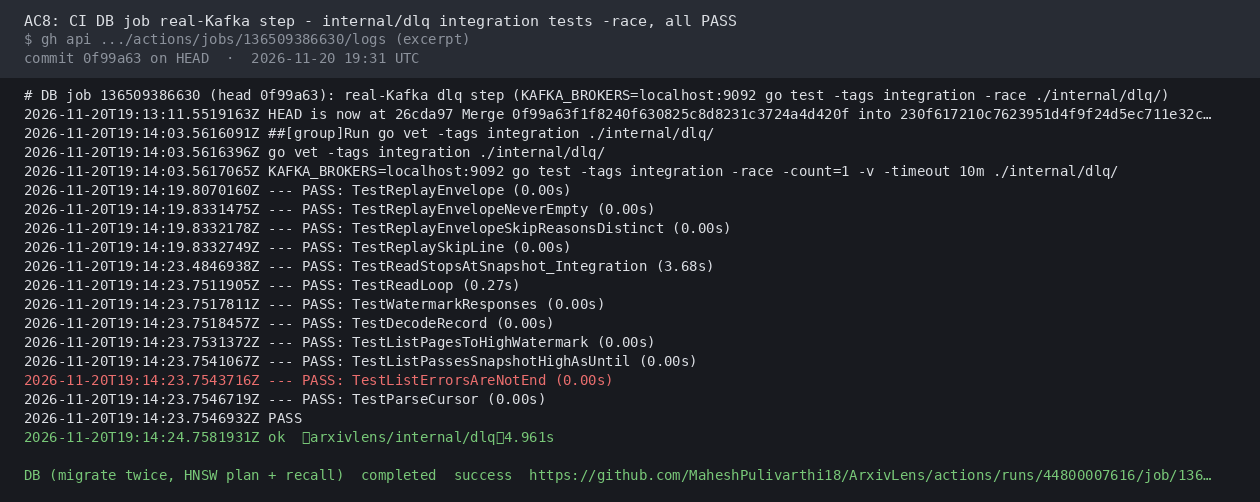 AC8: CI DB job real-Kafka step - internal/dlq integration tests -race, all PASS
$ gh api .../actions/jobs/136509386630/logs (excerpt)
commit 0f99a63 on HEAD · 2026-11-20 19:31 UTC
# DB job 136509386630 (head 0f99a63): real-Kafka dlq step (KAFKA_BROKERS=localhost:9092 go test -tags integration -race ./internal/dlq/)
2026-11-20T19:13:11.5519163Z HEAD is now at 26cda97 Merge 0f99a63f1f8240f630825c8d8231c3724a4d420f into 230f617210c7623951d4f9f24d5ec711e32c…
2026-11-20T19:14:03.5616091Z ##[group]Run go vet -tags integration ./internal/dlq/
2026-11-20T19:14:03.5616396Z go vet -tags integration ./internal/dlq/
2026-11-20T19:14:03.5617065Z KAFKA_BROKERS=localhost:9092 go test -tags integration -race -count=1 -v -timeout 10m ./internal/dlq/
2026-11-20T19:14:19.8070160Z --- PASS: TestReplayEnvelope (0.00s)
2026-11-20T19:14:19.8331475Z --- PASS: TestReplayEnvelopeNeverEmpty (0.00s)
2026-11-20T19:14:19.8332178Z --- PASS: TestReplayEnvelopeSkipReasonsDistinct (0.00s)
2026-11-20T19:14:19.8332749Z --- PASS: TestReplaySkipLine (0.00s)
2026-11-20T19:14:23.4846938Z --- PASS: TestReadStopsAtSnapshot_Integration (3.68s)
2026-11-20T19:14:23.7511905Z --- PASS: TestReadLoop (0.27s)
2026-11-20T19:14:23.7517811Z --- PASS: TestWatermarkResponses (0.00s)
2026-11-20T19:14:23.7518457Z --- PASS: TestDecodeRecord (0.00s)
2026-11-20T19:14:23.7531372Z --- PASS: TestListPagesToHighWatermark (0.00s)
2026-11-20T19:14:23.7541067Z --- PASS: TestListPassesSnapshotHighAsUntil (0.00s)
2026-11-20T19:14:23.7543716Z --- PASS: TestListErrorsAreNotEnd (0.00s)
2026-11-20T19:14:23.7546719Z --- PASS: TestParseCursor (0.00s)
2026-11-20T19:14:23.7546932Z PASS
2026-11-20T19:14:24.7581931Z ok arxivlens/internal/dlq 4.961s
DB (migrate twice, HNSW plan + recall) completed success https://github.com/MaheshPulivarthi18/ArxivLens/actions/runs/44800007616/job/136…